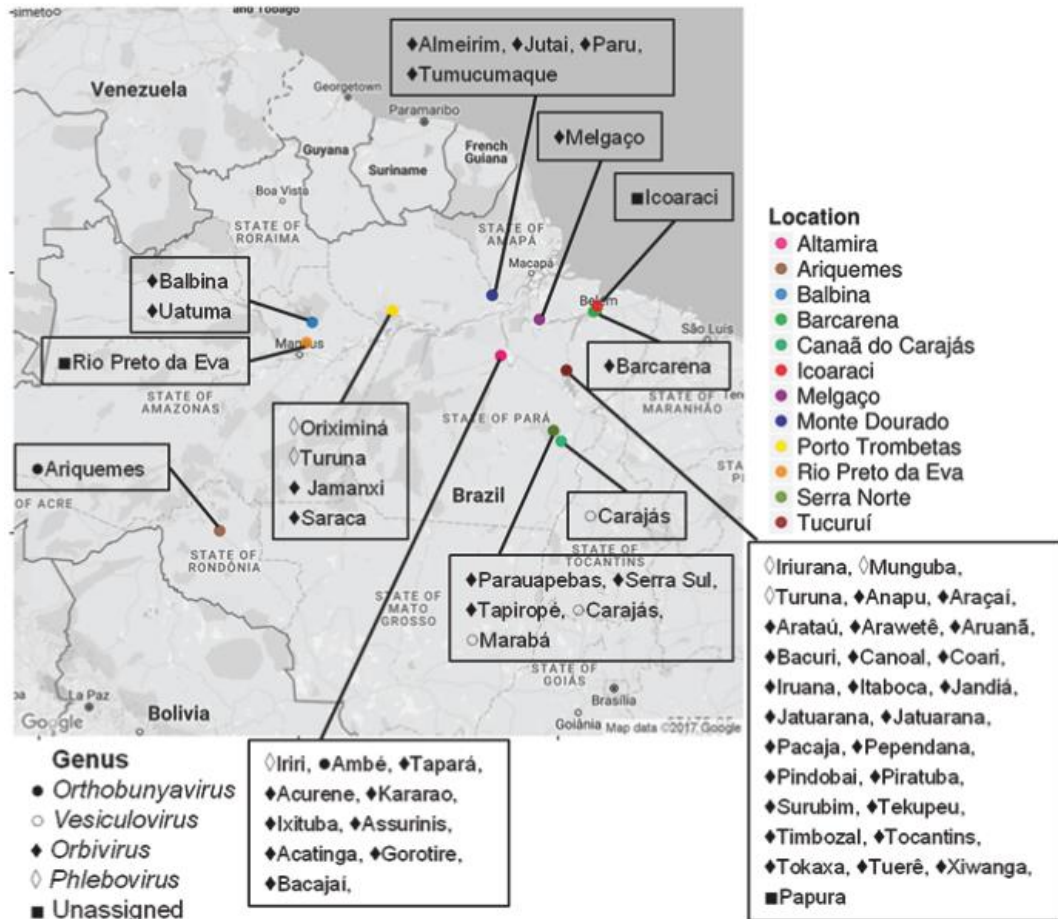 simeto
and Tobago
Venezuela
Georgetown
Paramaribo
Guyana
Suriname
French
Guiana
Boa Vista
STATE OF
RORAIMA
STATE OF
AMAPÁ
Macapá
♦Almeirim, ♦Jutai, ♦Paru,
♦Tumucumaque
♦Melgaço
■Icoaraci
♦Balbina
♦Uatuma
■Rio Preto da Eva
Manaus
Belém
São Luís
♦Barcarena
STATE OF
AMAZONAS
STATE OF PARÁ
STATE OF
MARANHÃO
Ter
●Ariquemes
◊Oriximiná
◊Turuna
♦Jamanxi
♦Saraca
Brazil
OF ACRE
○Carajás
STATE OF
TOCANTINS
STATE OF
RONDÔNIA
STATE OF
MATO
GROSSO
♦Parauapebas, ♦Serra Sul,
♦Tapiropé, ○Carajás,
○Marabá
STATE OF
GOIÁS
Brasília
Goiânia
La Paz
Bolivia
Google
Map data ©2017 Google
Location
Altamira
Ariquemes
Balbina
Barcarena
Canaã do Carajás
Icoaraci
Melgaço
Monte Dourado
Porto Trombetas
Rio Preto da Eva
Serra Norte
Tucuruí
Genus
● Orthobunyavirus
○ Vesiculovirus
♦ Orbivirus
◊ Phlebovirus
■ Unassigned
◊Iriri, ●Ambé, ♦Tapará,
♦Acurene, ♦Kararao,
♦Ixituba, ♦Assurinis,
♦Acatinga, ♦Gorotire,
♦Bacajaí,
◊Iriurana, ◊Munguba,
◊Turuna, ♦Anapu, ♦Araçaí,
♦Arataú, ♦Arawetê, ♦Aruanã,
♦Bacuri, ♦Canoal, ♦Coari,
♦Iruana, ♦Itaboca, ♦Jandiá,
♦Jatuarana, ♦Jatuarana,
♦Pacaja, ♦Pependana,
♦Pindobai, ♦Piratuba,
♦Surubim, ♦Tekupeu,
♦Timbozal, ♦Tocantins,
♦Tokaxa, ♦Tuerê, ♦Xiwanga,
■Papura